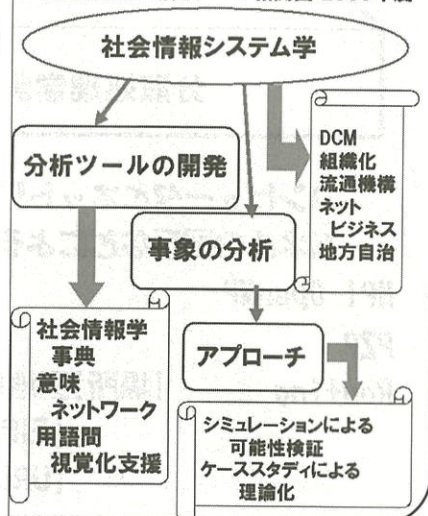 社会情報システム学
分析ツールの開発
DCM
組織化
流通機構
ネット
ビジネス
地方自治
事象の分析
社会情報学
事典
意味
ネットワーク
用語間
視覚化支援
アプローチ
シミュレーションによる
可能性検証
ケーススタディによる
理論化